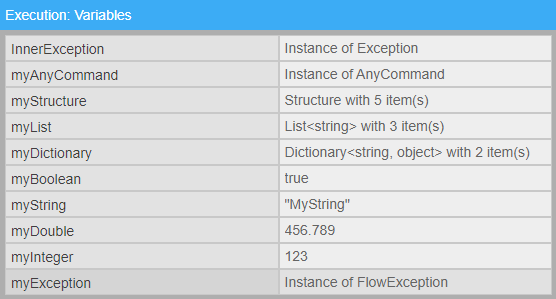 Execution: Variables
InnerException Instance of Exception
myAnyCommand Instance of AnyCommand
myStructure Structure with 5 item(s)
myList List<string> with 3 item(s)
myDictionary Dictionary<string, object> with 2 item(s)
myBoolean true
myString "MyString"
myDouble 456.789
myInteger 123
myException Instance of FlowException